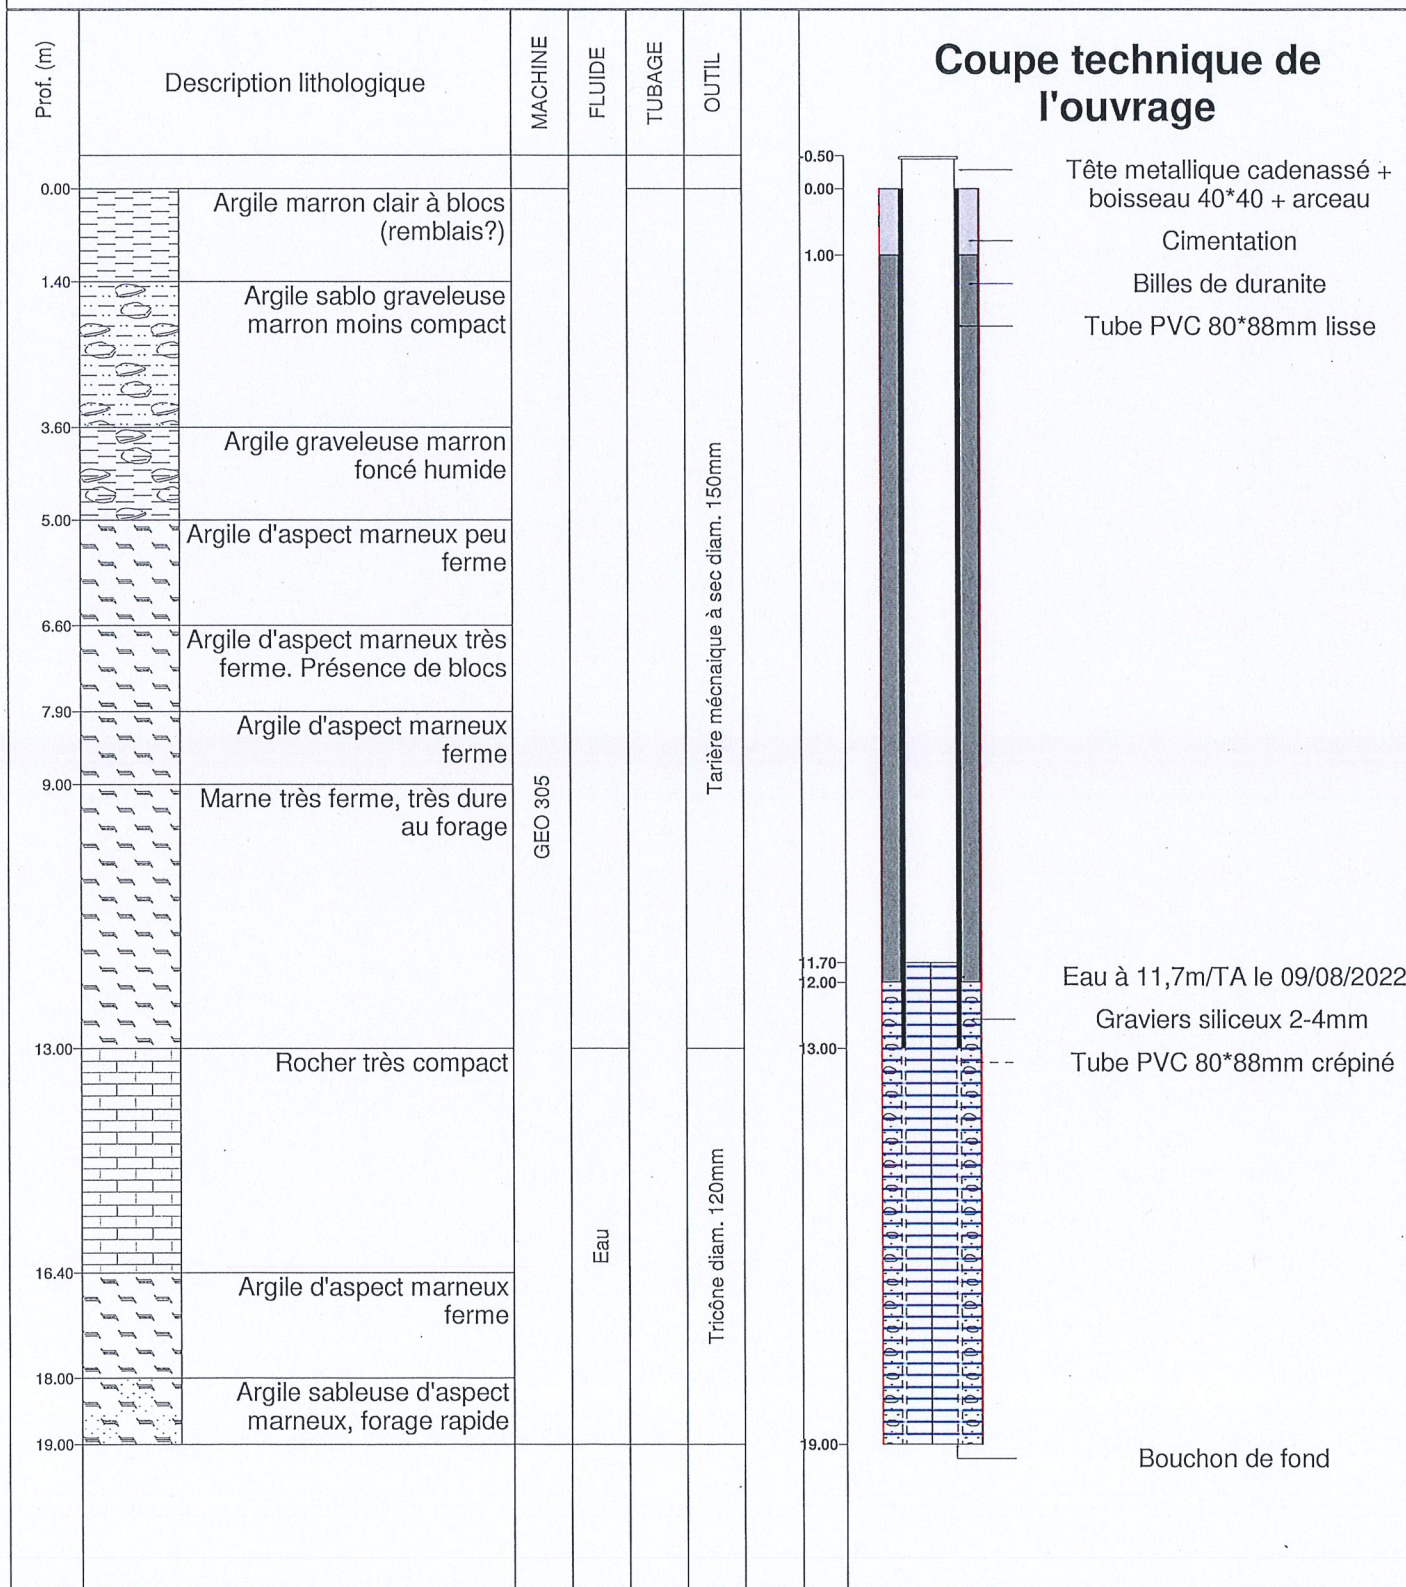 Prof. (m)
Description lithologique
MACHINE
FLUIDE
TUBAGE
OUTIL
Coupe technique de
l'ouvrage
0.00
Argile marron clair à blocs
(remblais?)
1.40
Argile sablo graveleuse
marron moins compact
3.60
Argile graveleuse marron
foncé humide
5.00
Argile d'aspect marneux peu
ferme
6.60
Argile d'aspect marneux très
ferme. Présence de blocs
7.90
Argile d'aspect marneux
ferme
9.00
Marne très ferme, très dure
au forage
13.00
Rocher très compact
16.40
Argile d'aspect marneux
ferme
18.00
Argile sableuse d'aspect
marneux, forage rapide
19.00
GEO 305
Eau
Tarière mécnaique à sec diam. 150mm
Tricône diam. 120mm
-0.50
0.00
1.00
11.70
12.00
13.00
19.00
Tête metallique cadenassé +
boisseau 40*40 + arceau
Cimentation
Billes de duranite
Tube PVC 80*88mm lisse
Eau à 11,7m/TA le 09/08/2022
Graviers siliceux 2-4mm
Tube PVC 80*88mm crépiné
Bouchon de fond